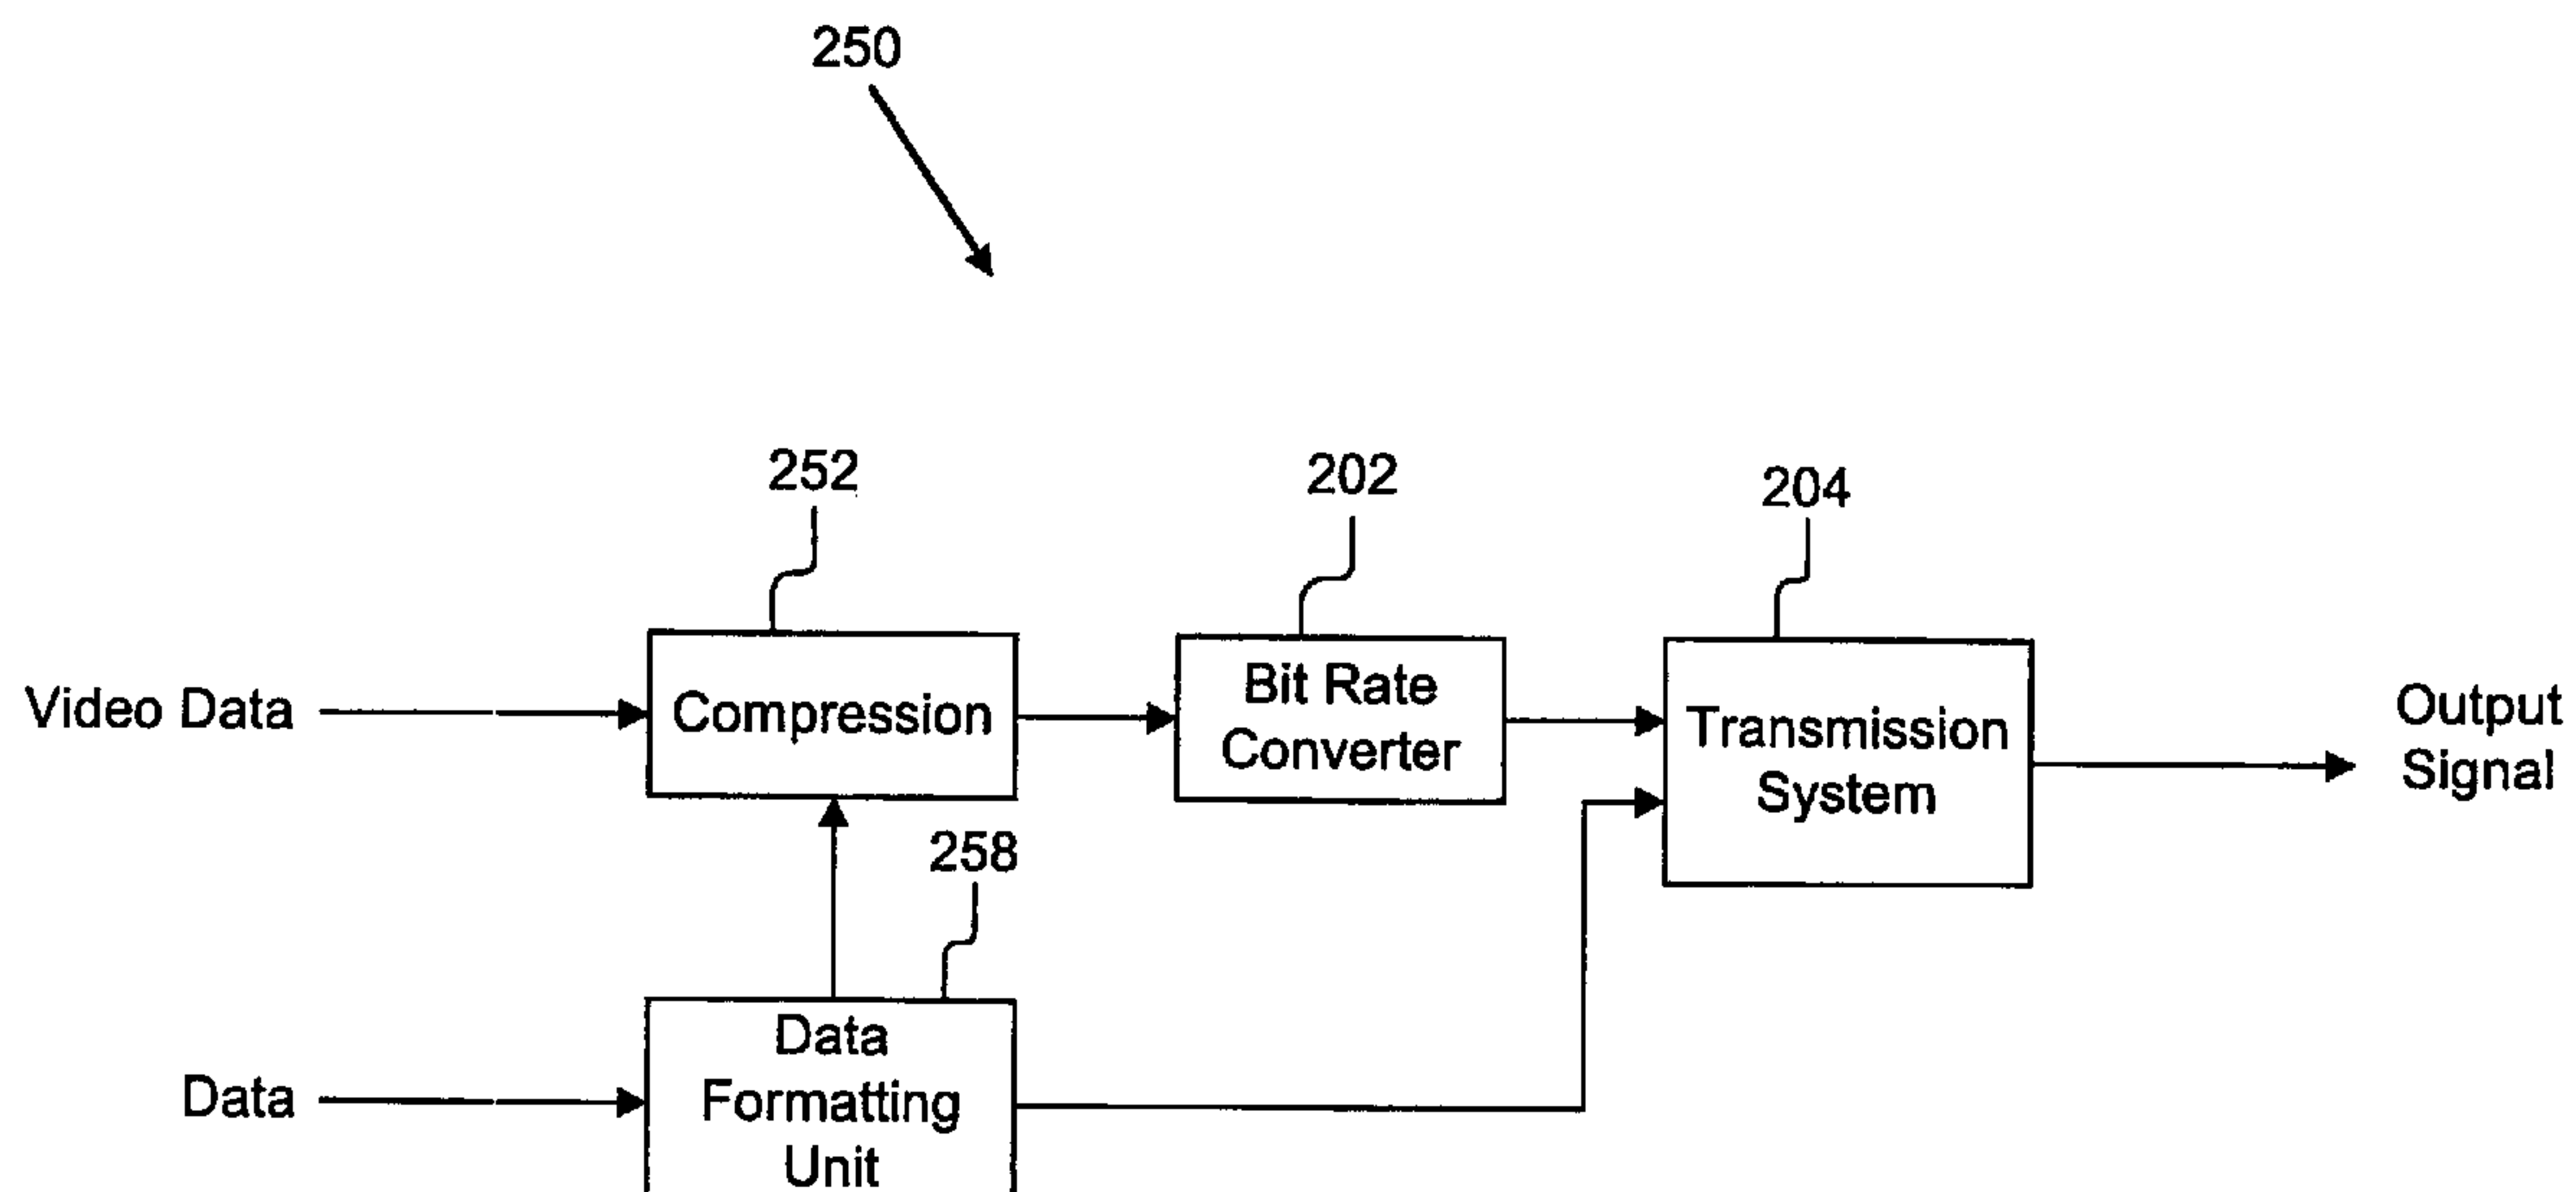 250
252
202
204
Video Data
Compression
Bit Rate
Converter
Transmission
System
Output
Signal
258
Data
Data
Formatting
Unit